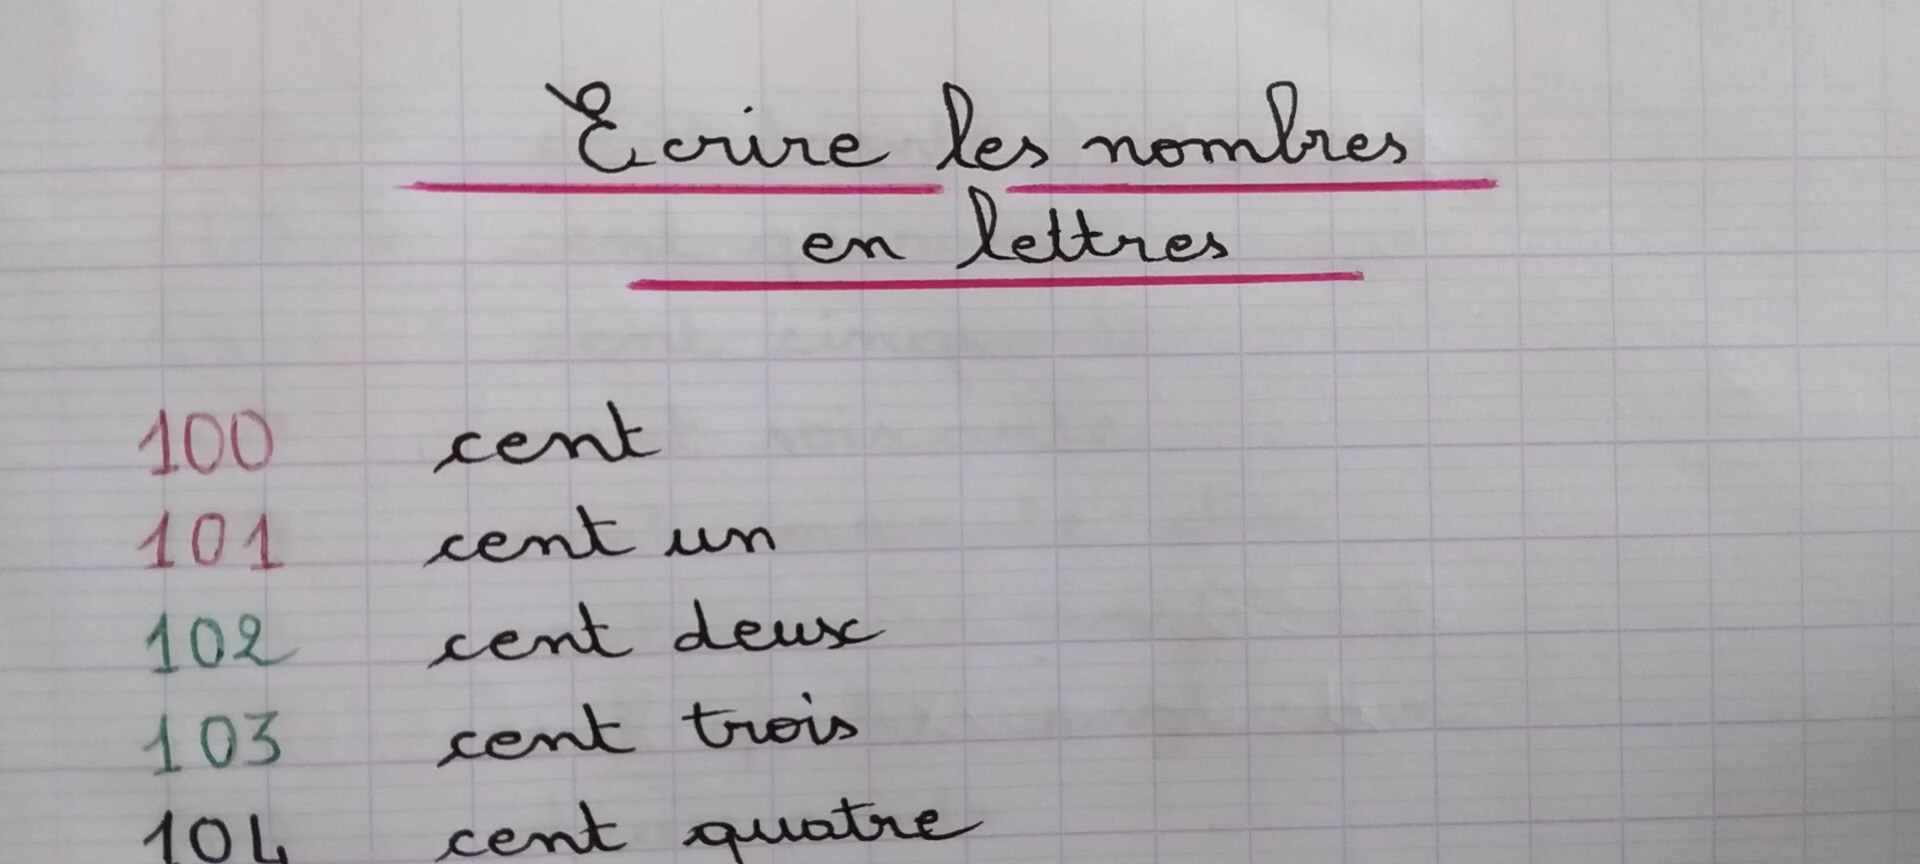 Ecrire les nombres
en lettres
100 cent
101 cent un
102 cent deux
103 cent trois
104 cent quatre